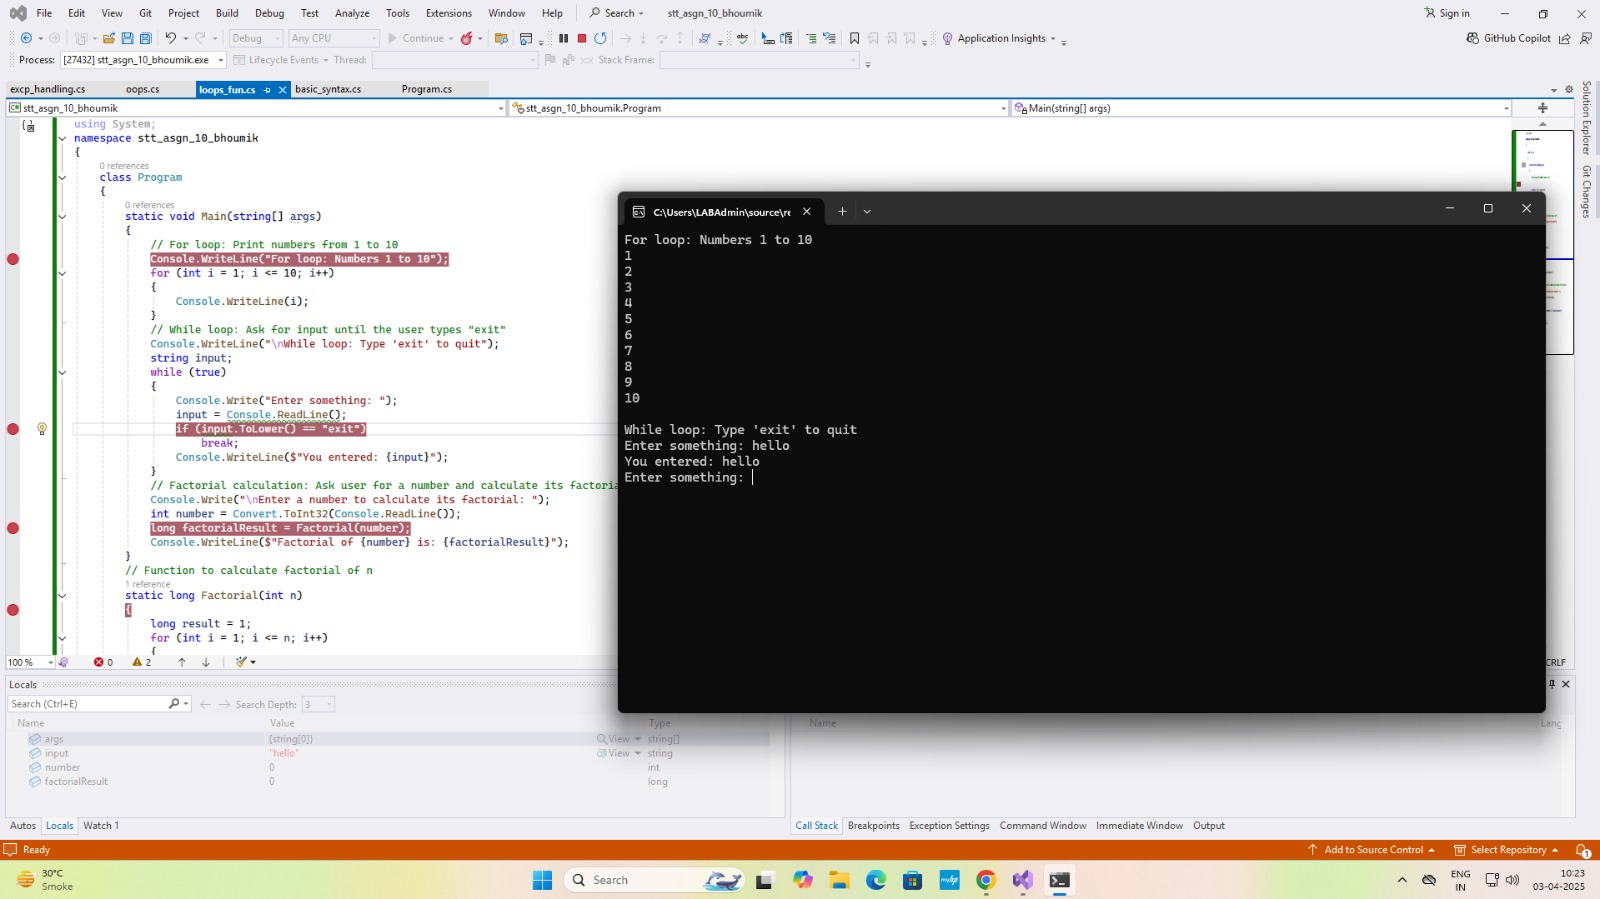 File Edit View Git Project Build Debug Test Analyze Tools Extensions Window Help Search stt_asgn_10_bhoumik Sign in
Debug Any CPU Continue Application Insights GitHub Copilot
Process: [27432] stt_asgn_10_bhoumik.exe Lifecycle Events Thread: Stack Frame:
excp_handling.cs oops.cs loops_fun.cs basic_syntax.cs Program.cs
stt_asgn_10_bhoumik stt_asgn_10_bhoumik.Program Main(string[] args)
Solution Explorer
Git Changes
using System;
namespace stt_asgn_10_bhoumik
{
0 references
class Program
{
0 references
static void Main(string[] args)
{
// For loop: Print numbers from 1 to 10
Console.WriteLine("For loop: Numbers 1 to 10");
for (int i = 1; i <= 10; i++)
{
Console.WriteLine(i);
}
// While loop: Ask for input until the user types "exit"
Console.WriteLine("\nWhile loop: Type 'exit' to quit");
string input;
while (true)
{
Console.Write("Enter something: ");
input = Console.ReadLine();
if (input.ToLower() == "exit")
break;
Console.WriteLine($"You entered: {input}");
}
// Factorial calculation: Ask user for a number and calculate its factoria
Console.Write("\nEnter a number to calculate its factorial: ");
int number = Convert.ToInt32(Console.ReadLine());
long factorialResult = Factorial(number);
Console.WriteLine($"Factorial of {number} is: {factorialResult}");
}
// Function to calculate factorial of n
1 reference
static long Factorial(int n)
{
long result = 1;
for (int i = 1; i <= n; i++)
{
C:\Users\LABAdmin\source\re
For loop: Numbers 1 to 10
1
2
3
4
5
6
7
8
9
10
While loop: Type 'exit' to quit
Enter something: hello
You entered: hello
Enter something:
100 % 0 2 CRLF
Locals
Search (Ctrl+E) Search Depth: 3
Name Value Type
args {string[0]} View string[]
input "hello" View string
number 0 int
factorialResult 0 long
Name Lang
Autos Locals Watch 1
Call Stack Breakpoints Exception Settings Command Window Immediate Window Output
Ready Add to Source Control Select Repository 1
30°C
Smoke
Search
myhp
ENG
IN
10:23
03-04-2025